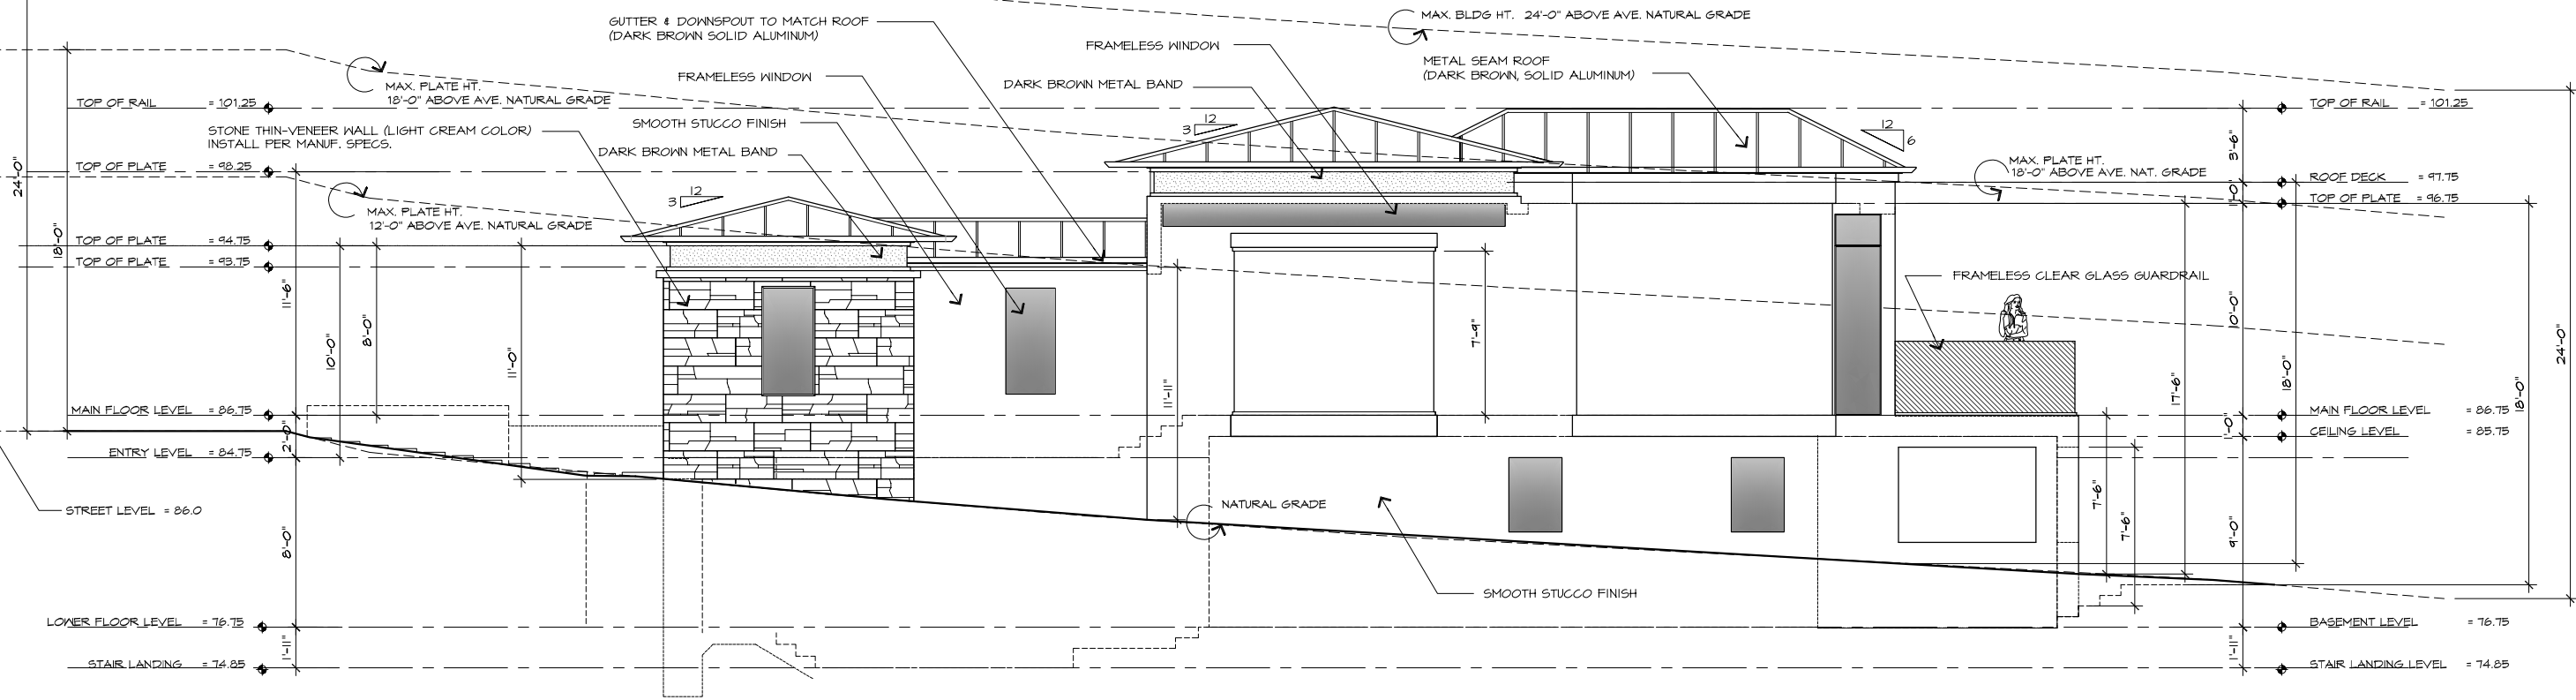 GUTTER & DOWNSPOUT TO MATCH ROOF
(DARK BROWN SOLID ALUMINUM)
MAX. BLDG HT. 24'-0" ABOVE AVE. NATURAL GRADE
FRAMELESS WINDOW
METAL SEAM ROOF
(DARK BROWN, SOLID ALUMINUM)
FRAMELESS WINDOW
DARK BROWN METAL BAND
MAX. PLATE HT.
18'-0" ABOVE AVE. NATURAL GRADE
TOP OF RAIL = 101.25
TOP OF RAIL = 101.25
STONE THIN-VENEER WALL (LIGHT CREAM COLOR)
INSTALL PER MANUF. SPECS.
SMOOTH STUCCO FINISH
DARK BROWN METAL BAND
12
3
12
6
3'-6"
TOP OF PLATE = 98.25
24'-0"
MAX. PLATE HT.
18'-0" ABOVE AVE. NAT. GRADE
ROOF DECK = 97.75
TOP OF PLATE = 96.75
12
3
MAX. PLATE HT.
12'-0" ABOVE AVE. NATURAL GRADE
18'-0"
TOP OF PLATE = 94.75
TOP OF PLATE = 93.75
FRAMELESS CLEAR GLASS GUARDRAIL
11'-6"
10'-0"
8'-0"
11'-0"
11'-11"
7'-9"
10'-0"
17'-6"
18'-0"
18'-0"
24'-0"
MAIN FLOOR LEVEL = 86.75
MAIN FLOOR LEVEL = 86.75
2'-0"
CEILING LEVEL = 85.75
ENTRY LEVEL = 84.75
STREET LEVEL = 86.0
NATURAL GRADE
7'-6"
7'-6"
9'-0"
8'-0"
SMOOTH STUCCO FINISH
LOWER FLOOR LEVEL = 76.75
BASEMENT LEVEL = 76.75
1'-11"
1'-11"
STAIR LANDING = 74.85
STAIR LANDING LEVEL = 74.85